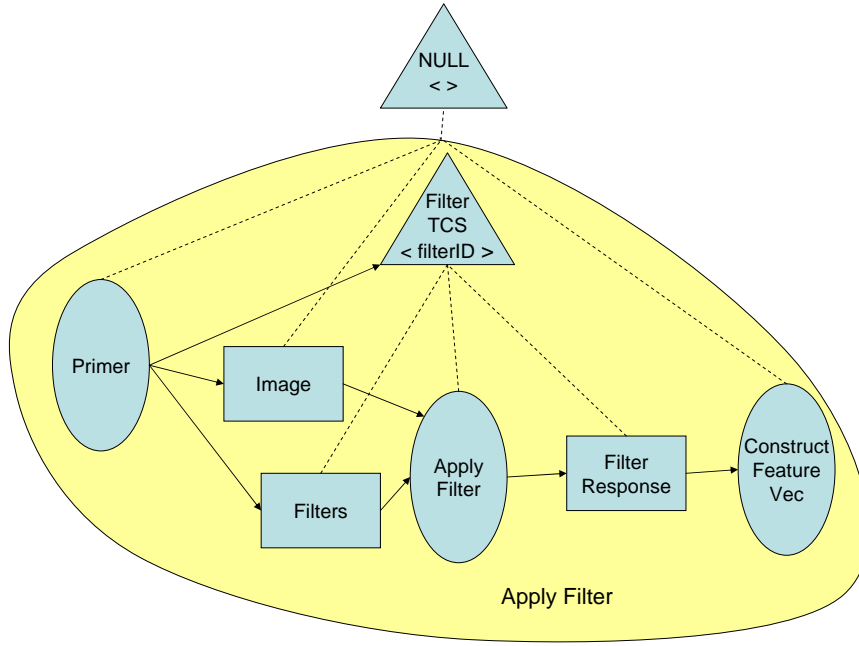 NULL
< >
Filter
TCS
< filterID >
Primer
Image
Filters
Apply
Filter
Filter
Response
Construct
Feature
Vec
Apply Filter